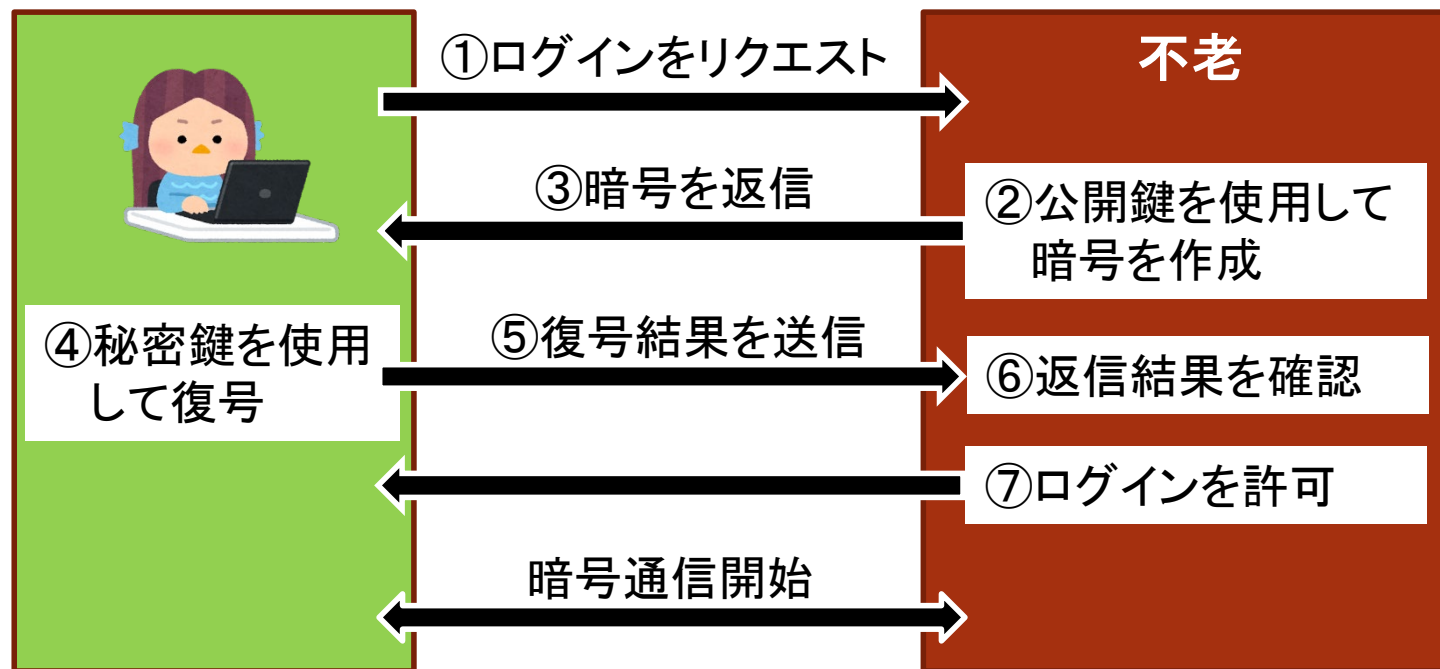 ①ログインをリクエスト
不老
③暗号を返信
②公開鍵を使用して
暗号を作成
④秘密鍵を使用
して復号
⑤復号結果を送信
⑥返信結果を確認
⑦ログインを許可
暗号通信開始